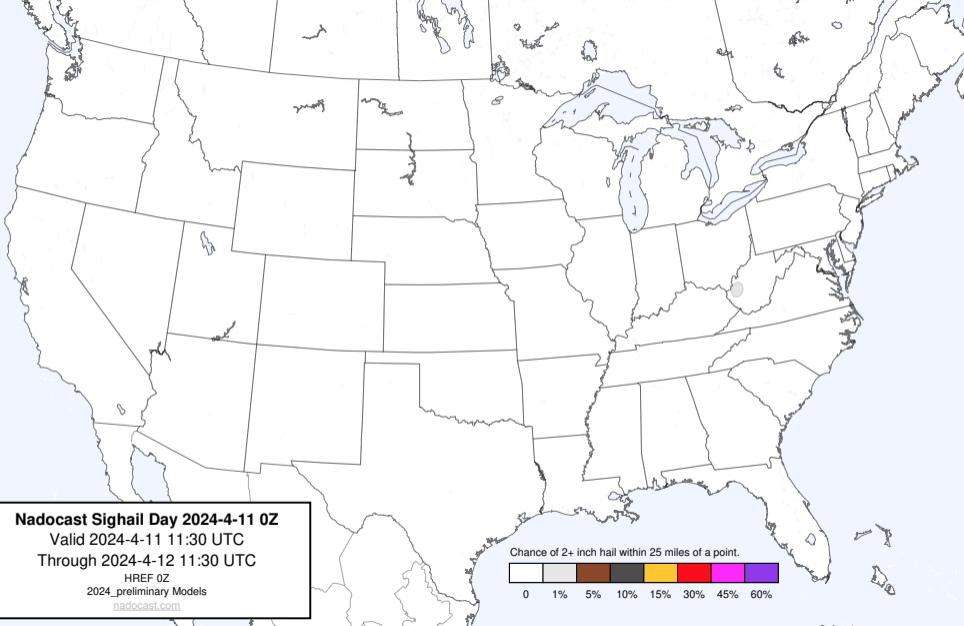 Nadocast Sighail Day 2024-4-11 0Z
Valid 2024-4-11 11:30 UTC
Through 2024-4-12 11:30 UTC
HREF 0Z
2024_preliminary Models
nadocast.com
Chance of 2+ inch hail within 25 miles of a point.
0 1% 5% 10% 15% 30% 45% 60%